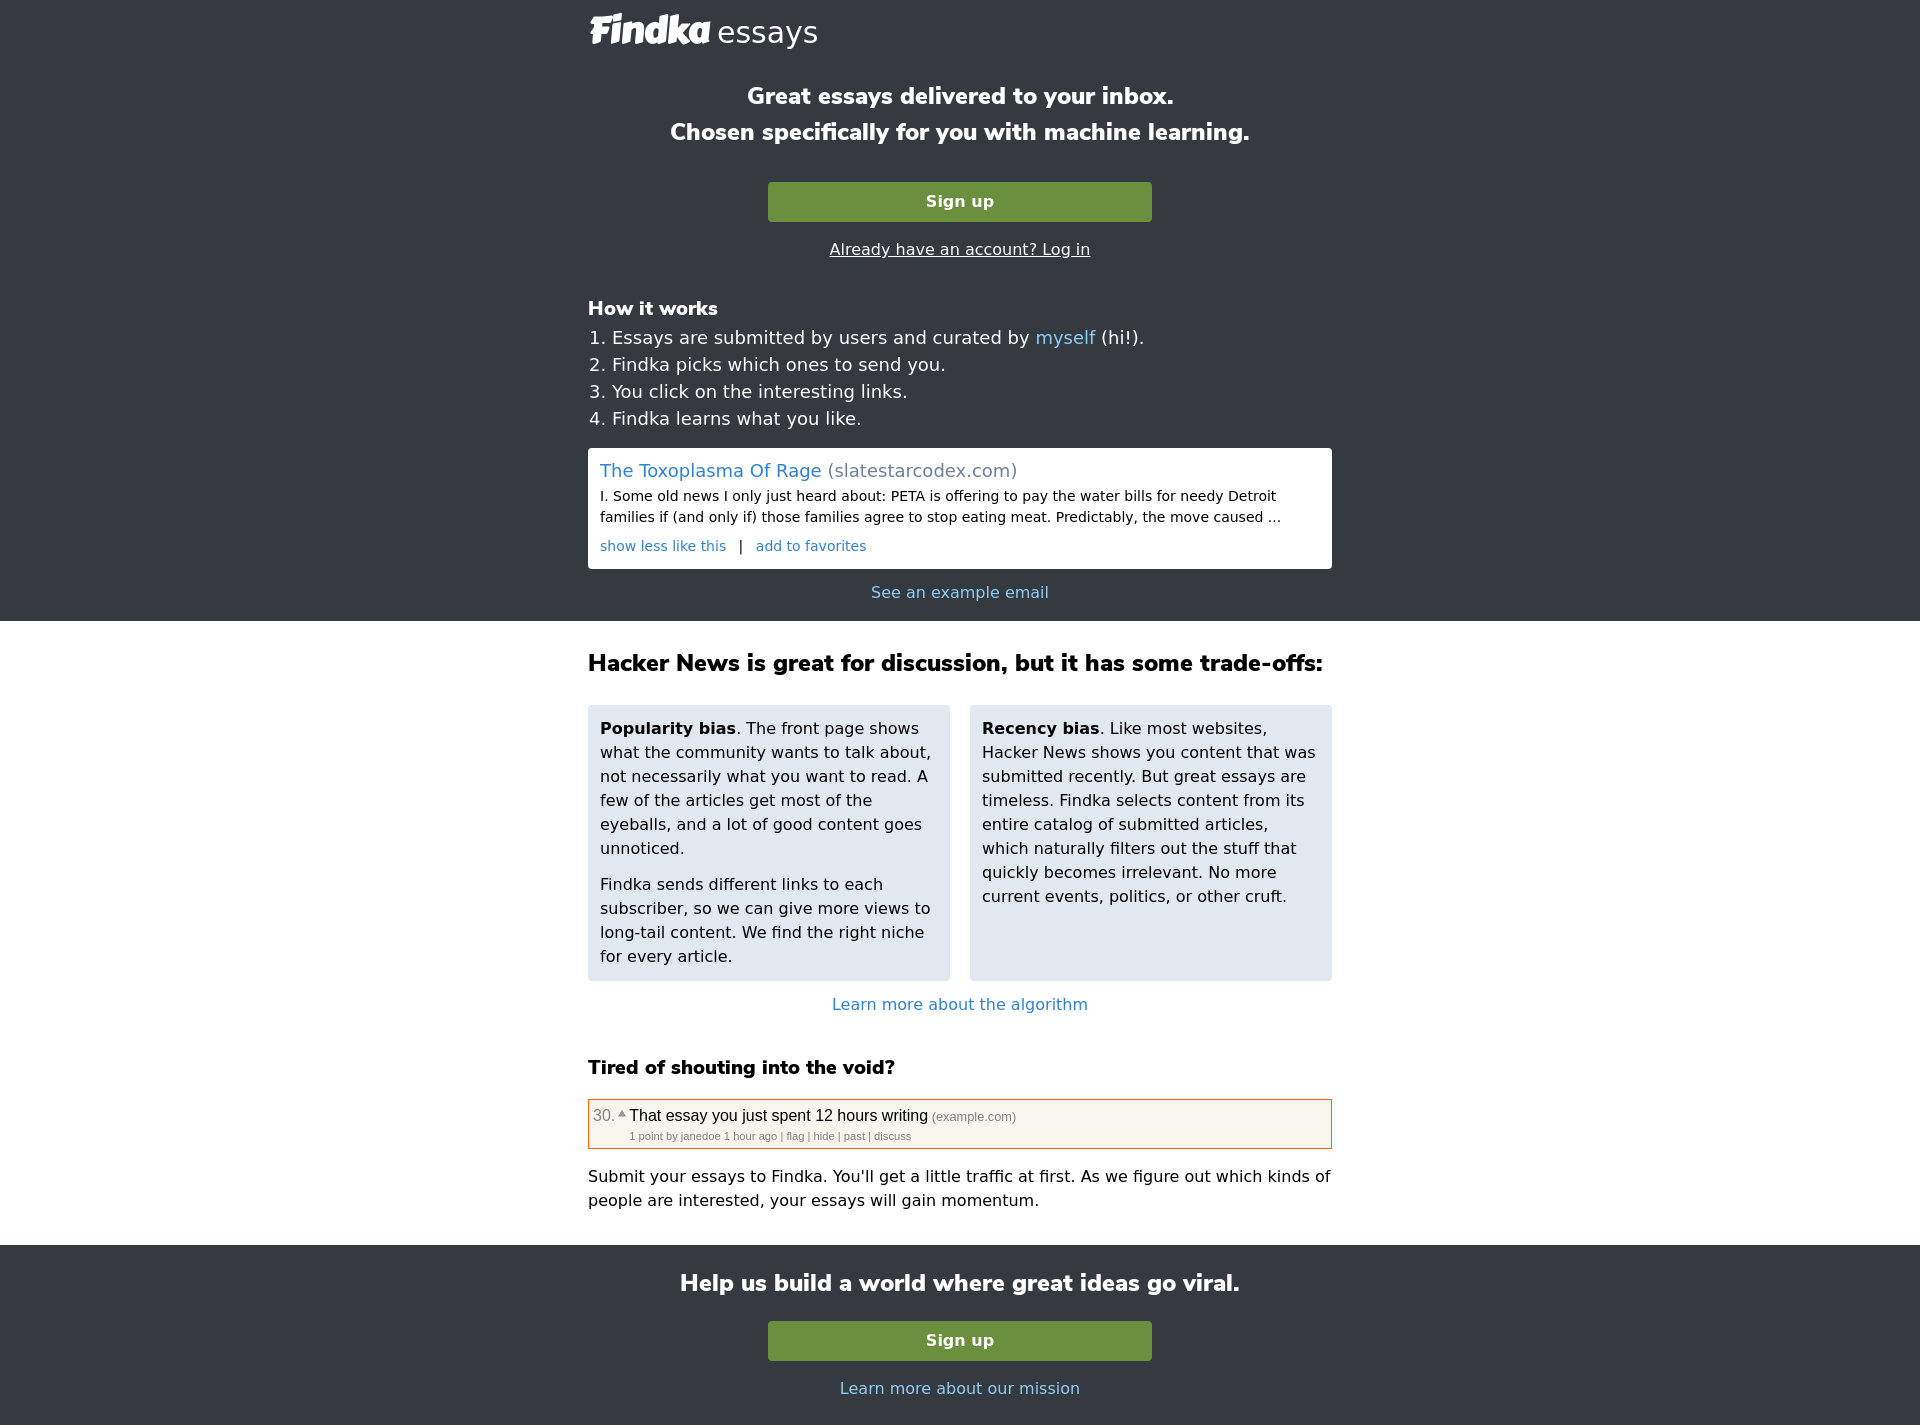 Findka essays
Great essays delivered to your inbox.
Chosen specifically for you with machine learning.
Sign up
Already have an account? Log in
How it works
1. Essays are submitted by users and curated by myself (hi!).
2. Findka picks which ones to send you.
3. You click on the interesting links.
4. Findka learns what you like.
The Toxoplasma Of Rage (slatestarcodex.com)
I. Some old news I only just heard about: PETA is offering to pay the water bills for needy Detroit
families if (and only if) those families agree to stop eating meat. Predictably, the move caused ...
show less like this | add to favorites
See an example email
Hacker News is great for discussion, but it has some trade-offs:
Popularity bias. The front page shows
what the community wants to talk about,
not necessarily what you want to read. A
few of the articles get most of the
eyeballs, and a lot of good content goes
unnoticed.
Findka sends different links to each
subscriber, so we can give more views to
long-tail content. We find the right niche
for every article.
Recency bias. Like most websites,
Hacker News shows you content that was
submitted recently. But great essays are
timeless. Findka selects content from its
entire catalog of submitted articles,
which naturally filters out the stuff that
quickly becomes irrelevant. No more
current events, politics, or other cruft.
Learn more about the algorithm
Tired of shouting into the void?
30. That essay you just spent 12 hours writing (example.com)
1 point by janedoe 1 hour ago | flag | hide | past | discuss
Submit your essays to Findka. You'll get a little traffic at first. As we figure out which kinds of
people are interested, your essays will gain momentum.
Help us build a world where great ideas go viral.
Sign up
Learn more about our mission